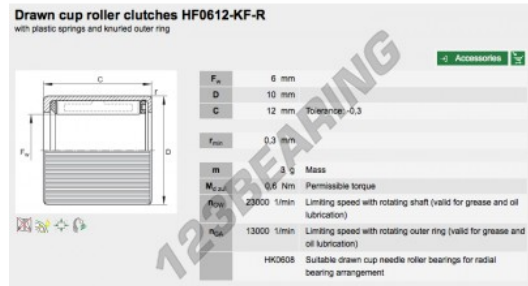 Drawn cup roller clutches HF0612-KF-R
with plastic springs and knurled outer ring
Accessories
C
r
Fw
D
Fw 6 mm
D 10 mm
C 12 mm Tolerance: -0,3
rmin 0,3 mm
m 3 g Mass
Md zul 0,6 Nm Permissible torque
nGW 23000 1/min Limiting speed with rotating shaft (valid for grease and oil
lubrication)
nGA 13000 1/min Limiting speed with rotating outer ring (valid for grease and
oil lubrication)
HK0608 Suitable drawn cup needle roller bearings for radial
bearing arrangement
123BEARING